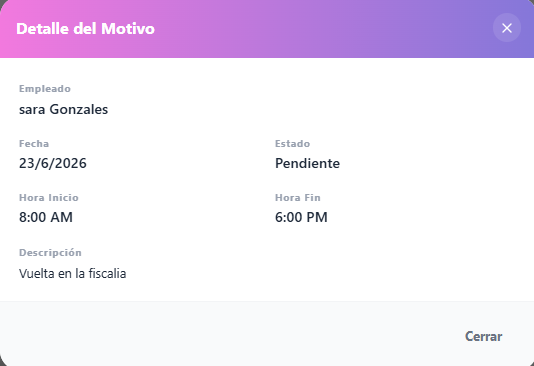 Detalle del Motivo
Empleado
sara Gonzales
Fecha
Estado
23/6/2026
Pendiente
Hora Inicio
Hora Fin
8:00 AM
6:00 PM
Descripción
Vuelta en la fiscalia
Cerrar